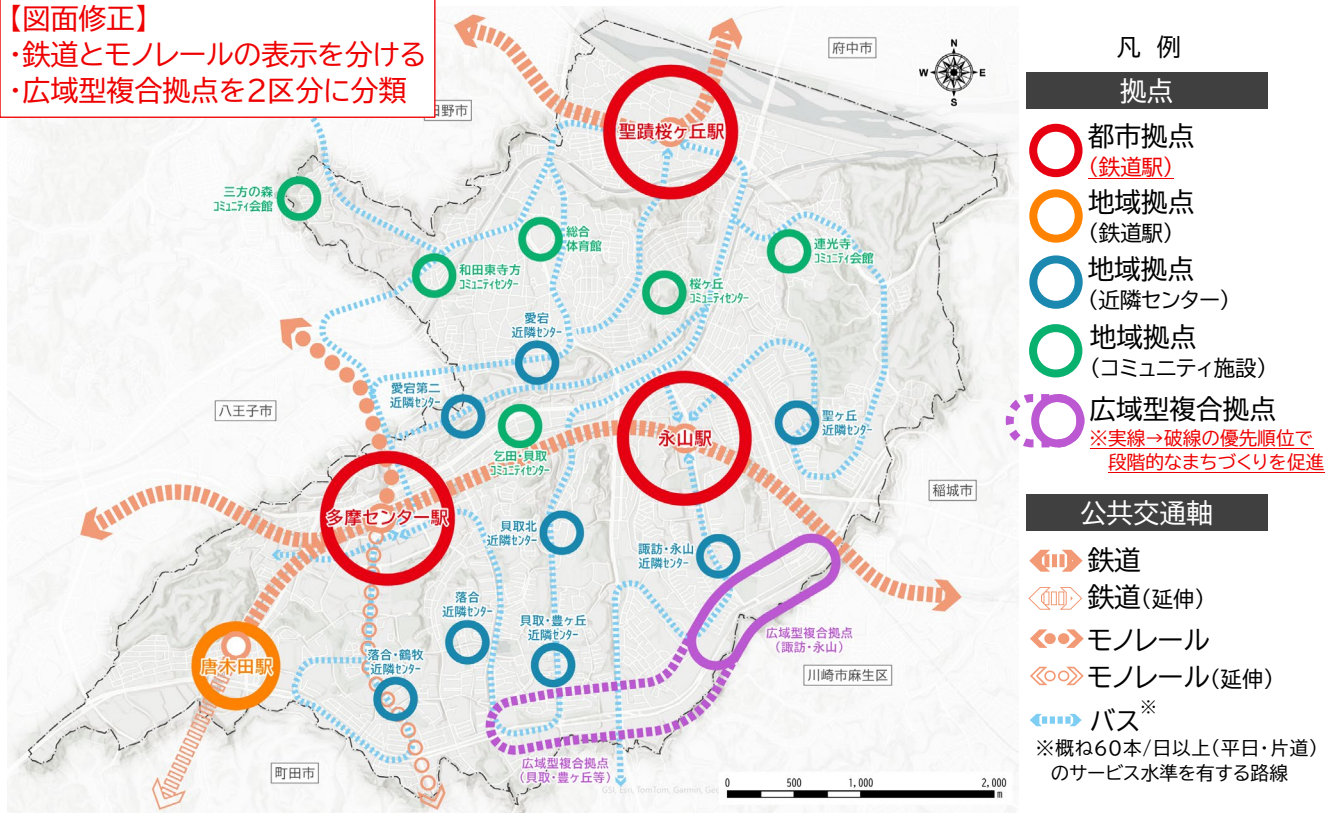 【図面修正】
・鉄道とモノレールの表示を分ける
・広域型複合拠点を2区分に分類
府中市
N
W
E
S
聖蹟桜ヶ丘駅
三方の森
コミュニティ会館
総合
体育館
連光寺
コミュニティ会館
和田東寺方
コミュニティセンター
桜ヶ丘
コミュニティセンター
愛宕
近隣センター
愛宕第二
近隣センター
八王子市
聖ヶ丘
近隣センター
永山駅
乞田・貝取
コミュニティセンター
稲城市
多摩センター駅
貝取北
近隣センター
諏訪・永山
近隣センター
落合
近隣センター
貝取・豊ヶ丘
近隣センター
広域型複合拠点
(諏訪・永山)
唐木田駅
落合・鶴牧
近隣センター
川崎市麻生区
町田市
広域型複合拠点
(貝取・豊ヶ丘等)
GSI, Esri, TomTom, Garmin,
0 500 1,000 2,000
m
凡 例
拠点
都市拠点
(鉄道駅)
地域拠点
(鉄道駅)
地域拠点
(近隣センター)
地域拠点
(コミュニティ施設)
広域型複合拠点
※実線→破線の優先順位で
段階的なまちづくりを促進
公共交通軸
鉄道
鉄道(延伸)
モノレール
モノレール(延伸)
バス※
※概ね60本/日以上(平日・片道)
のサービス水準を有する路線